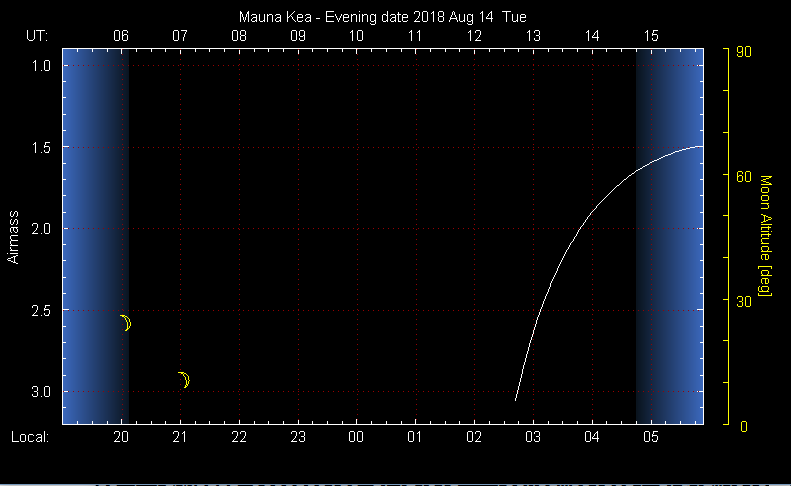 Mauna Kea - Evening date 2018 Aug 14 Tue
UT: 06 07 08 09 10 11 12 13 14 15
90
1.0
1.5
60
2.0
Airmass
Moon Altitude [deg]
2.5
30
3.0
0
Local: 20 21 22 23 00 01 02 03 04 05